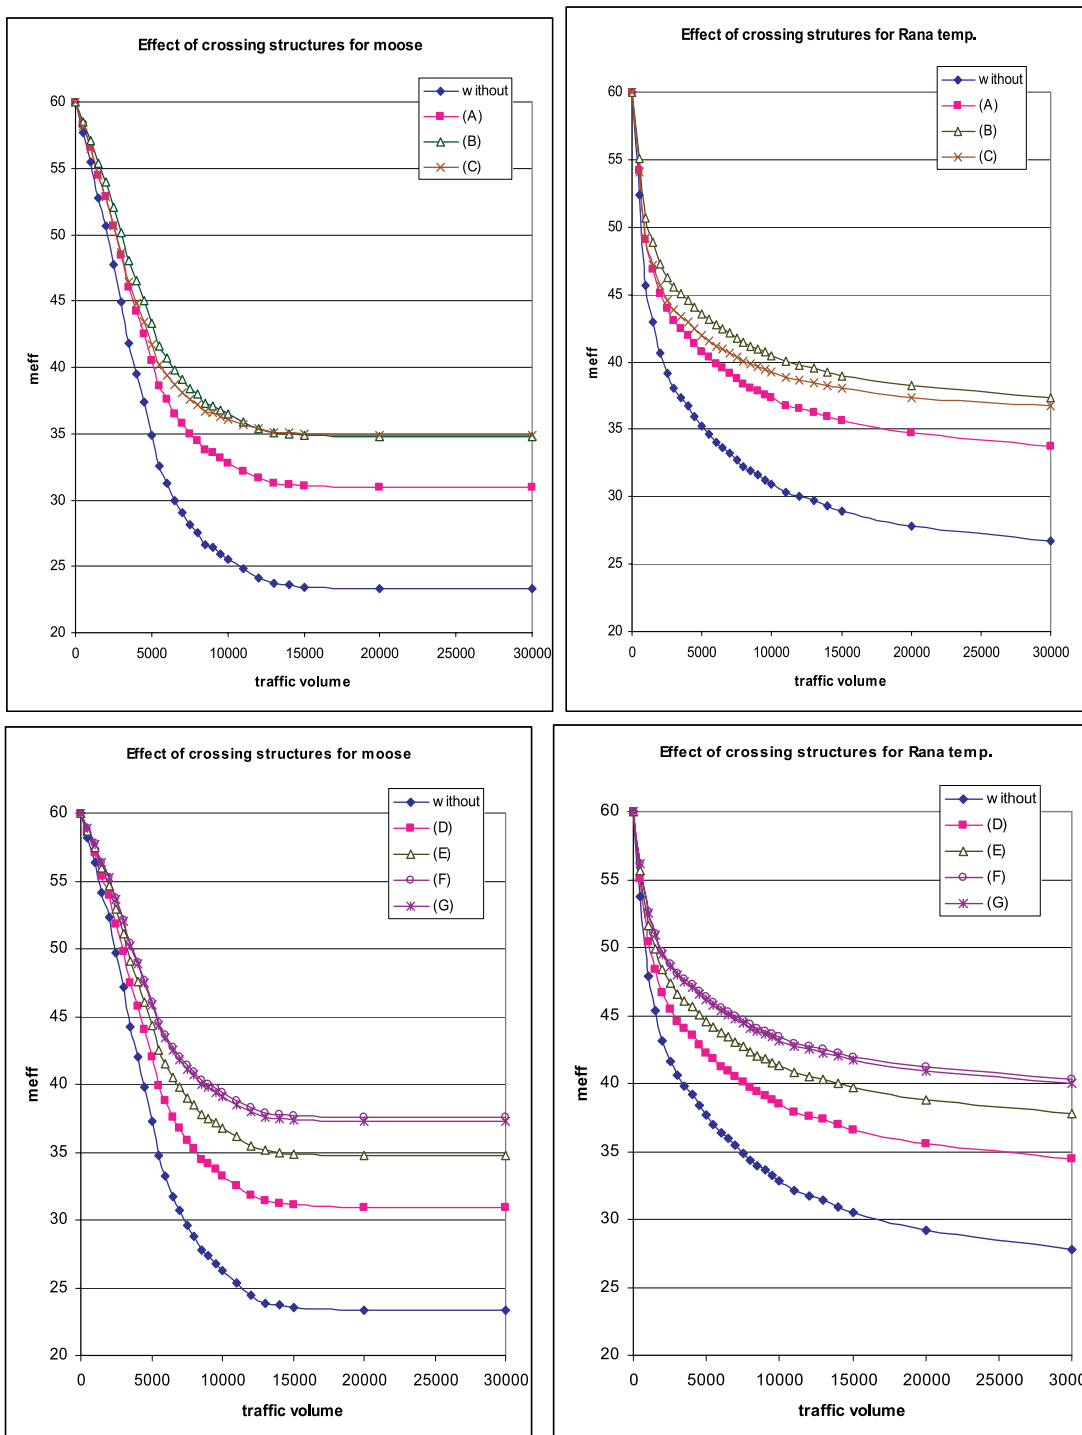 Effect of crossing structures for moose
without
(A)
(B)
(C)
60
55
50
45
40
35
30
25
20
meff
0 5000 10000 15000 20000 25000 30000
traffic volume
Effect of crossing strutures for Rana temp.
without
(A)
(B)
(C)
60
55
50
45
40
35
30
25
20
meff
0 5000 10000 15000 20000 25000 30000
traffic volume
Effect of crossing structures for moose
without
(D)
(E)
(F)
(G)
60
55
50
45
40
35
30
25
20
meff
0 5000 10000 15000 20000 25000 30000
traffic volume
Effect of crossing structures for Rana temp.
without
(D)
(E)
(F)
(G)
60
55
50
45
40
35
30
25
20
meff
0 5000 10000 15000 20000 25000 30000
traffic volume